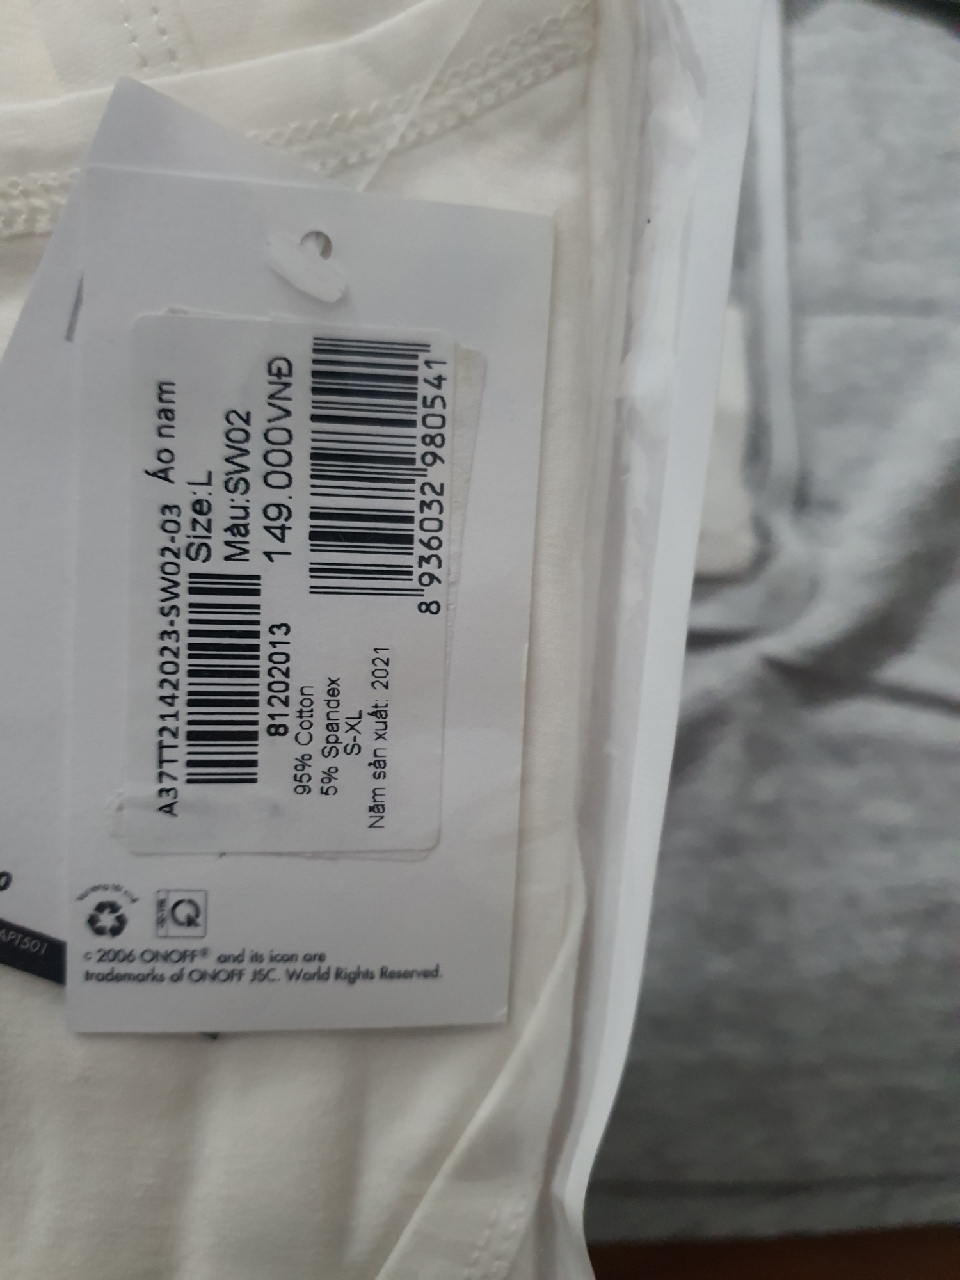 A37TT2142023-SW02-03 Áo nam
Size:L
Màu:SW02
81202013 149.000VNĐ
95% Cotton
5% Spandex
S-XL
Năm sản xuất: 2021
8 936032 980541
© 2006 ONOFF® and its icon are
trademarks of ONOFF JSC. World Rights Reserved.